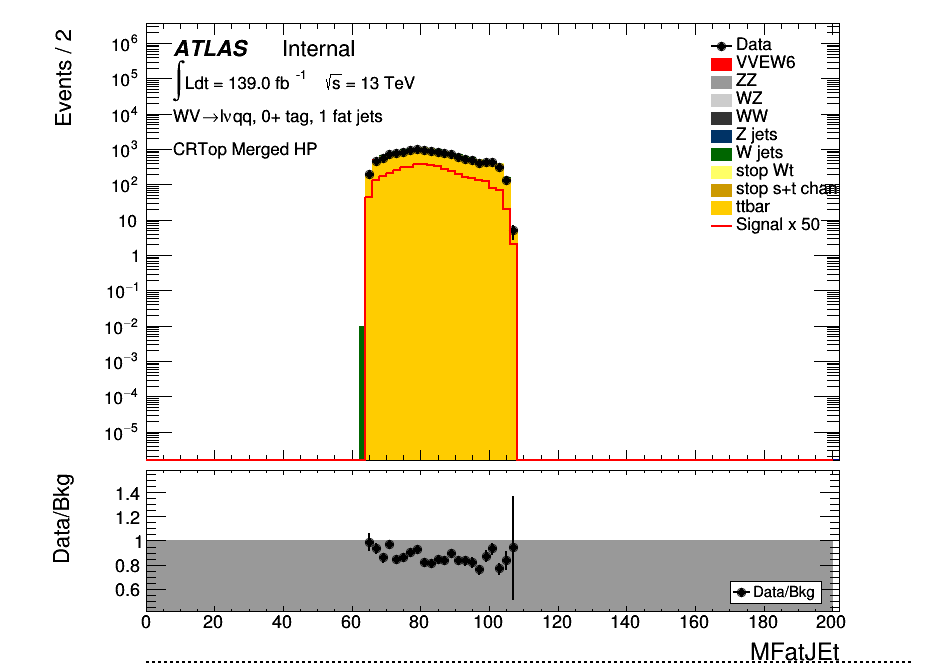 Events / 2
10⁶
10⁵
10⁴
10³
10²
10
1
10⁻¹
10⁻²
10⁻³
10⁻⁴
10⁻⁵
ATLAS Internal
∫Ldt = 139.0 fb⁻¹ √s = 13 TeV
WV→lνqq, 0+ tag, 1 fat jets
CRTop Merged HP
Data
VVEW6
ZZ
WZ
WW
Z jets
W jets
stop Wt
stop s+t chan
ttbar
Signal x 50
Data/Bkg
1.4
1.2
1
0.8
0.6
Data/Bkg
0 20 40 60 80 100 120 140 160 180 200
MFatJEt